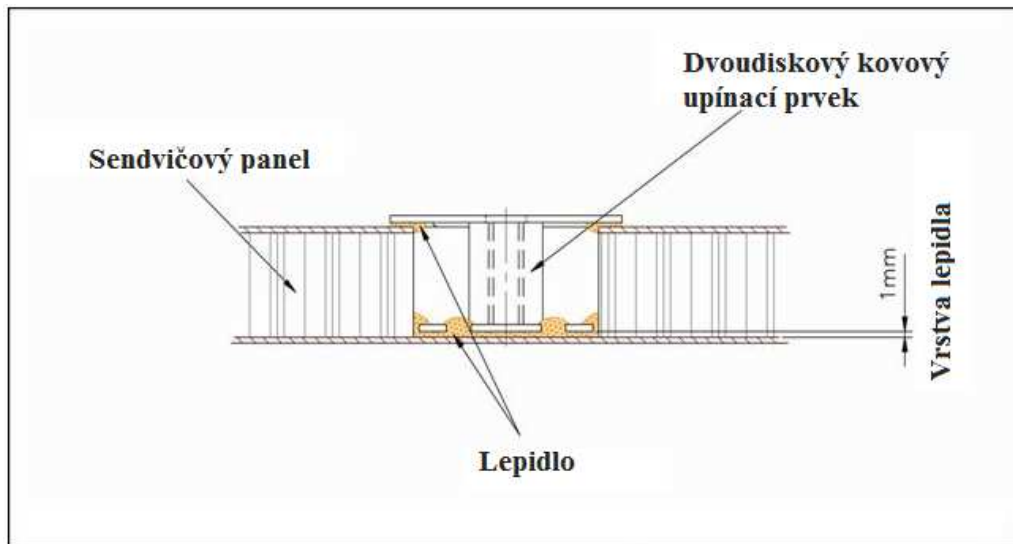 Dvoudiskový kovový
upínací prvek
Sendvičový panel
1mm
Vrstva lepidla
Lepidlo